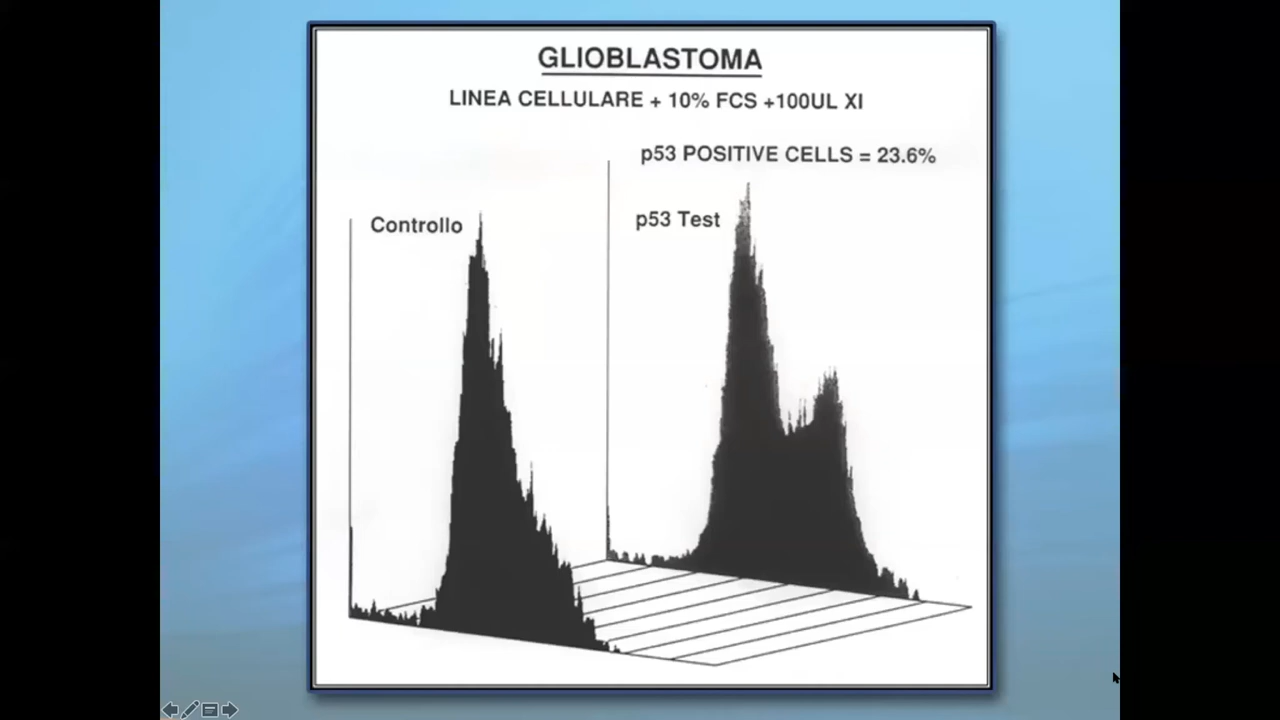 GLIOBLASTOMA
LINEA CELLULARE + 10% FCS +100UL XI
p53 POSITIVE CELLS = 23.6%
Controllo
p53 Test